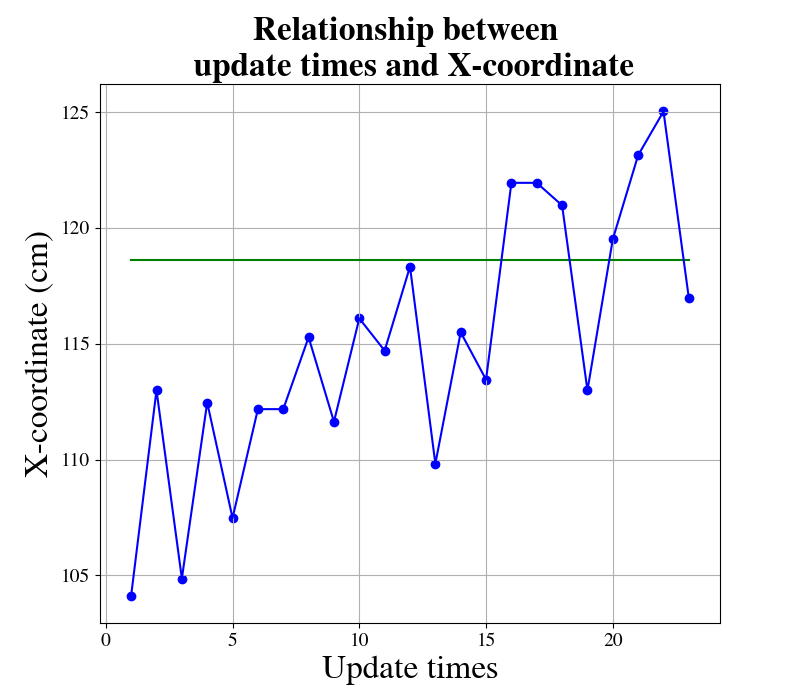 Relationship between
update times and X-coordinate
125
120
115
110
105
X-coordinate (cm)
0 5 10 15 20
Update times